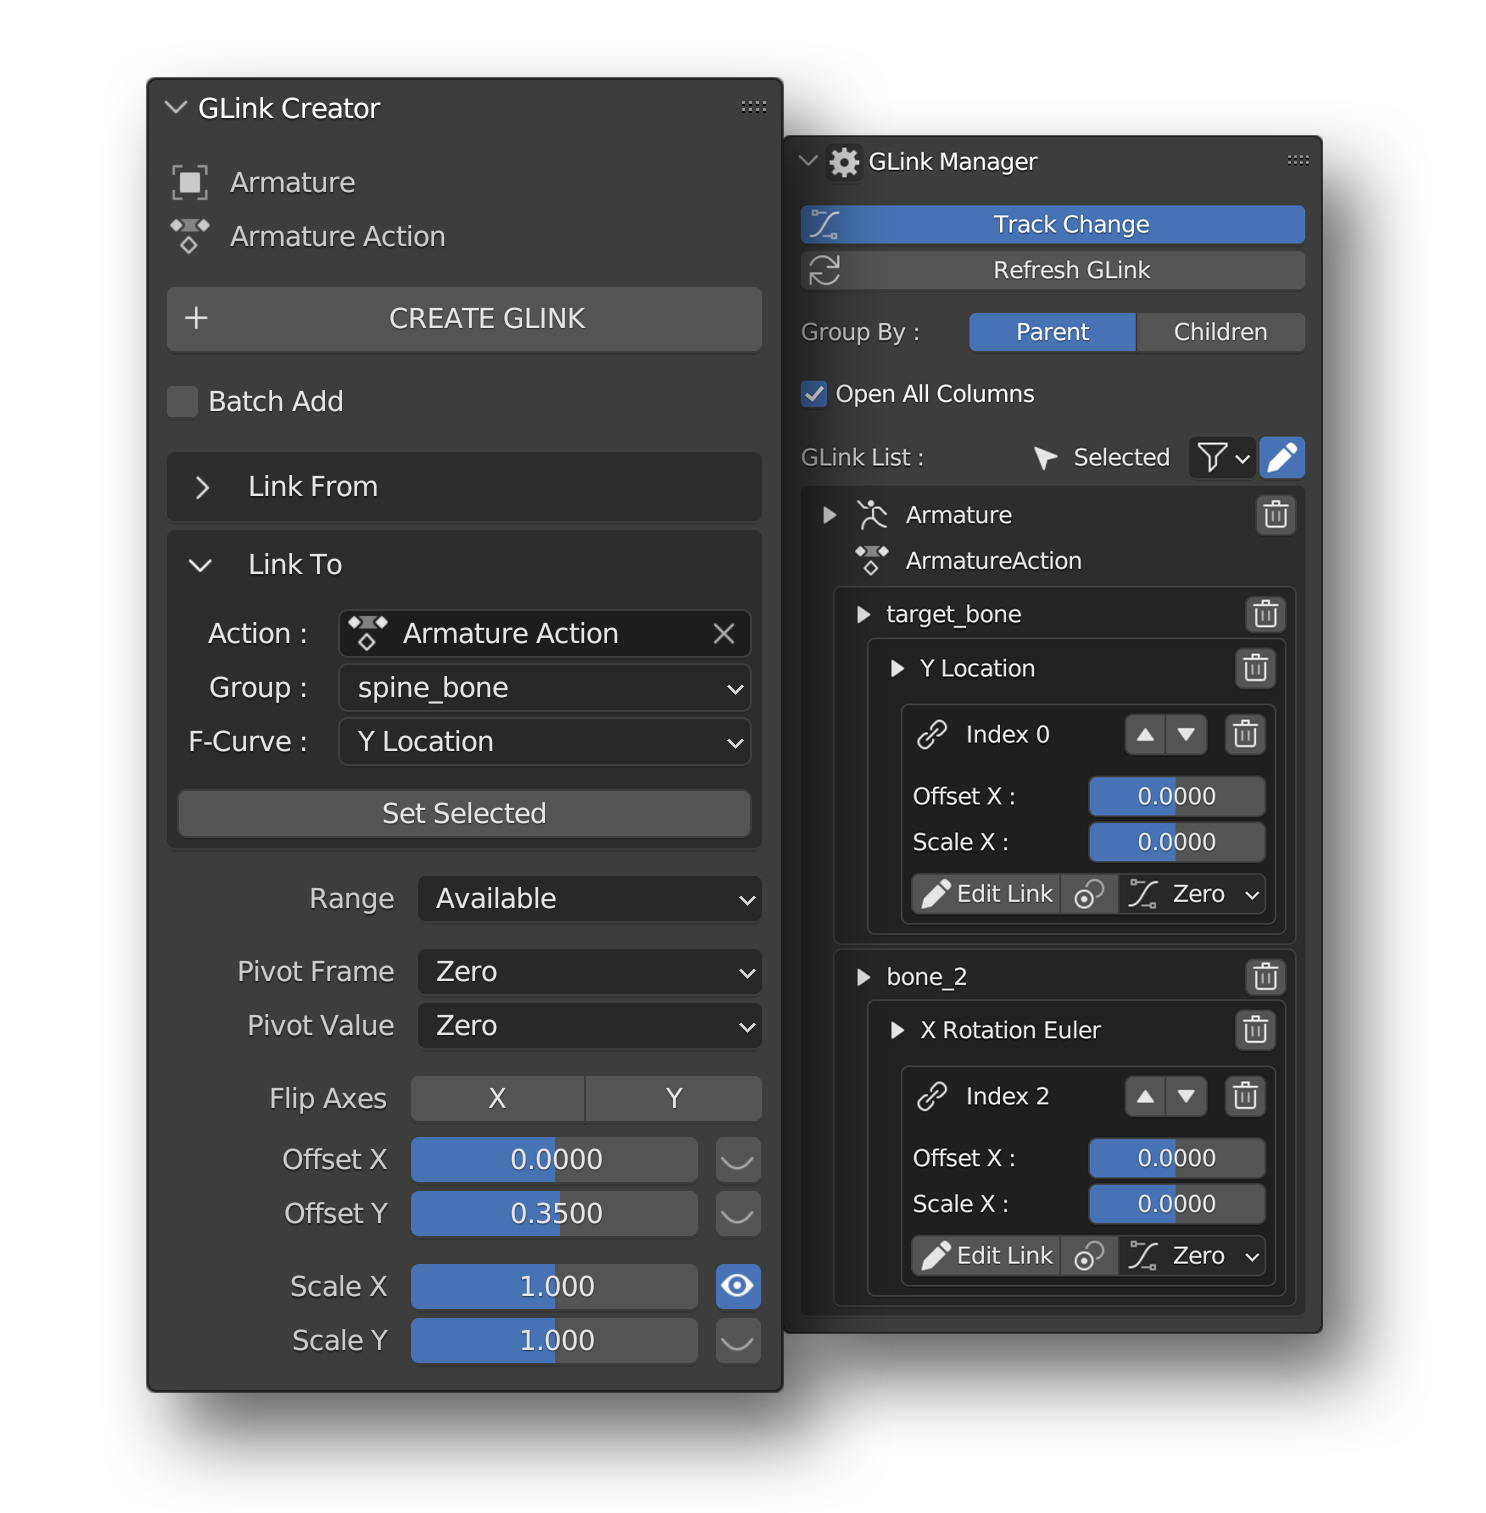 GLink Creator
Armature
Armature Action
CREATE GLINK
Batch Add
Link From
Link To
Action : Armature Action
Group : spine_bone
F-Curve : Y Location
Set Selected
Range Available
Pivot Frame Zero
Pivot Value Zero
Flip Axes X Y
Offset X 0.0000
Offset Y 0.3500
Scale X 1.000
Scale Y 1.000
GLink Manager
Track Change
Refresh GLink
Group By : Parent Children
Open All Columns
GLink List : Selected
Armature
ArmatureAction
target_bone
Y Location
Index 0
Offset X : 0.0000
Scale X : 0.0000
Edit Link Zero
bone_2
X Rotation Euler
Index 2
Offset X : 0.0000
Scale X : 0.0000
Edit Link Zero